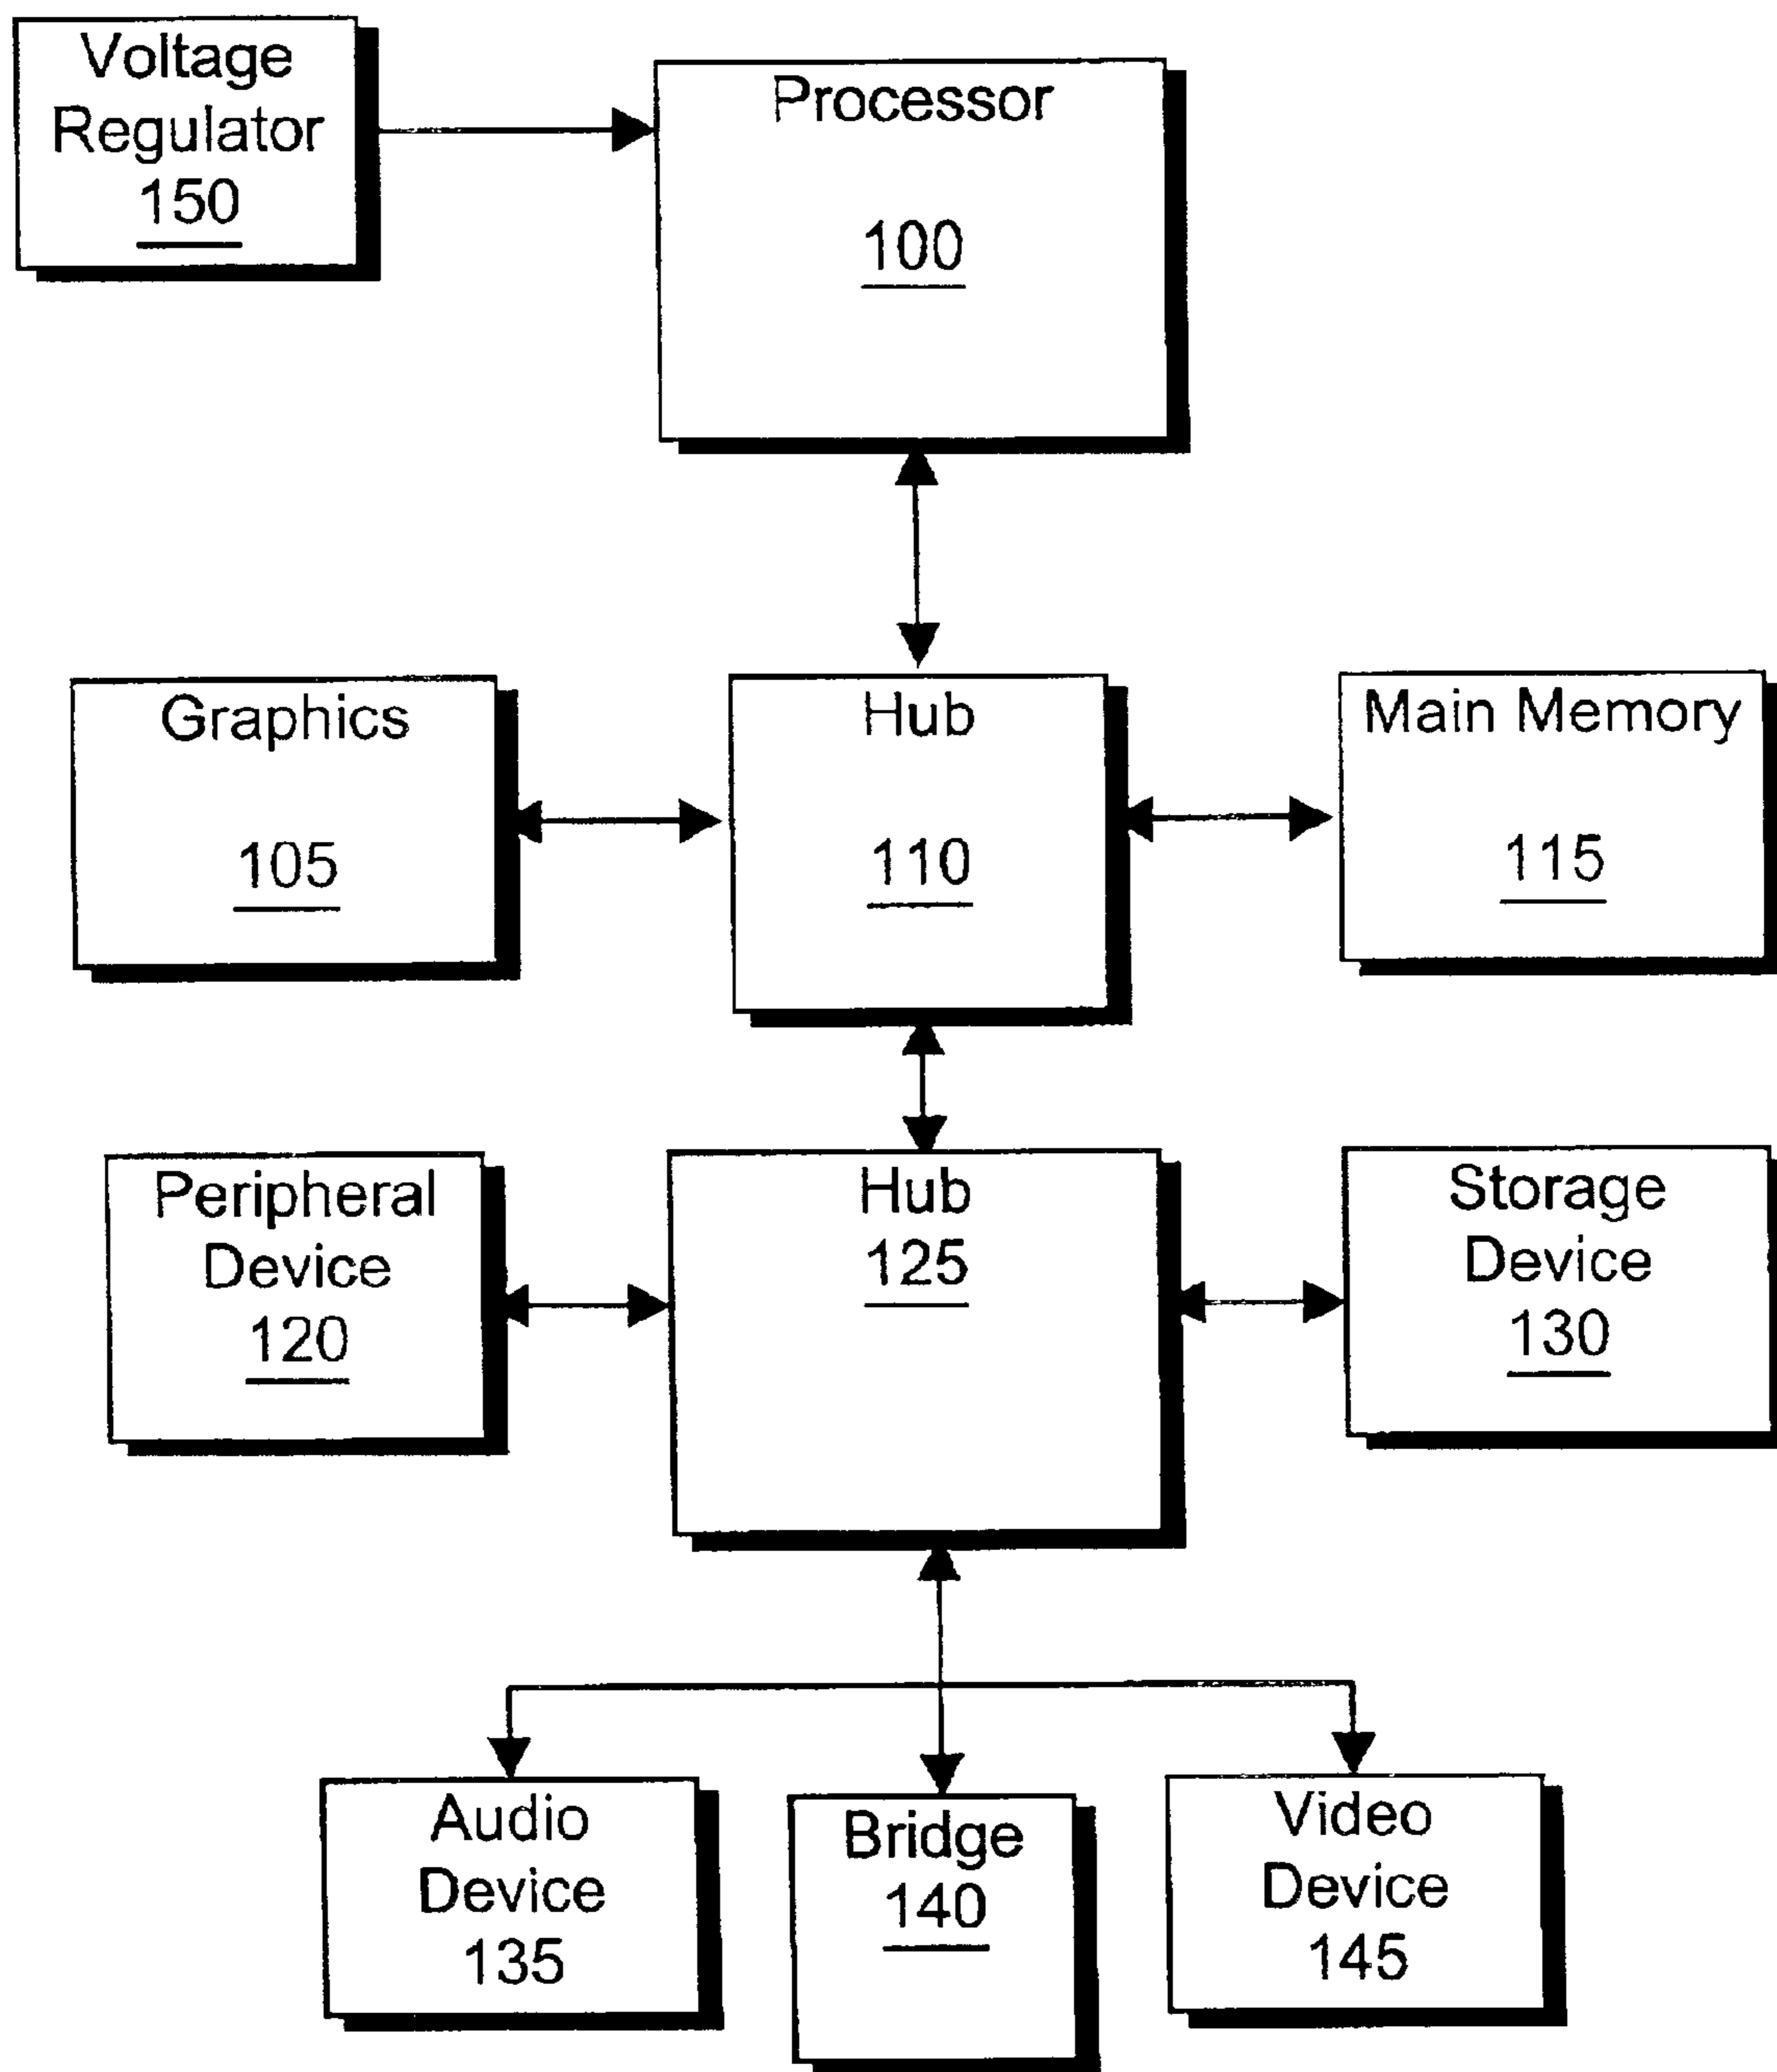 Voltage
Regulator
150
Processor
100
Graphics
105
Hub
110
Main Memory
115
Peripheral
Device
120
Hub
125
Storage
Device
130
Audio
Device
135
Bridge
140
Video
Device
145